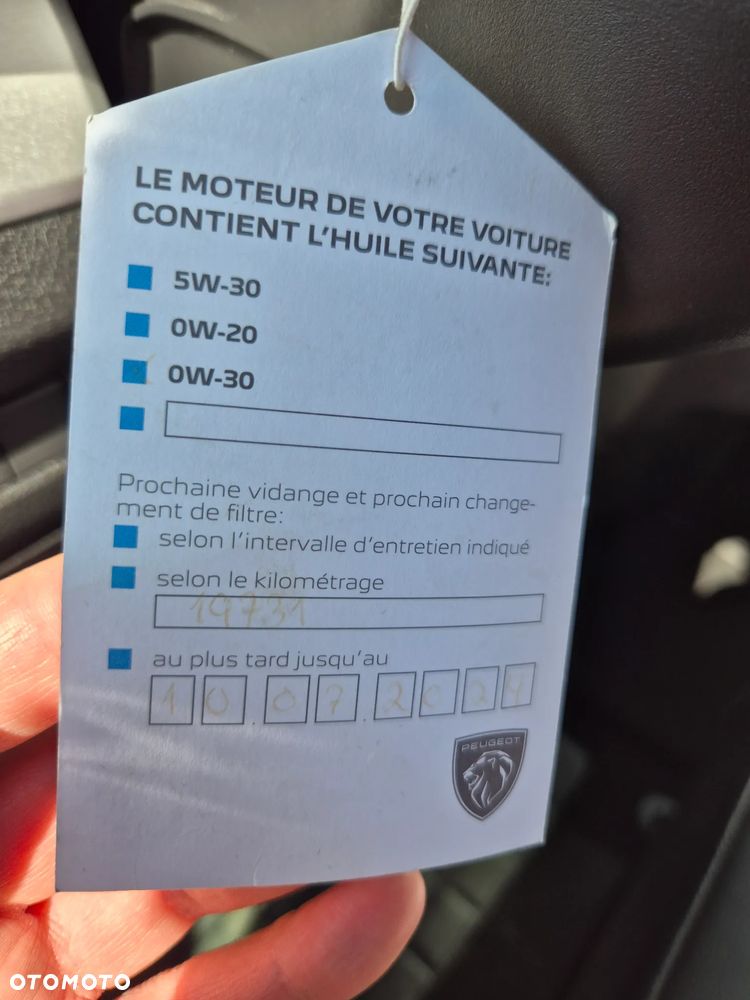 LE MOTEUR DE VOTRE VOITURE
CONTIENT L'HUILE SUIVANTE:
5W-30
0W-20
0W-30
Prochaine vidange et prochain change-
ment de filtre:
selon l'intervalle d'entretien indiqué
selon le kilométrage
19731
au plus tard jusqu'au
10.07.2024
PEUGEOT
OTOMOTO